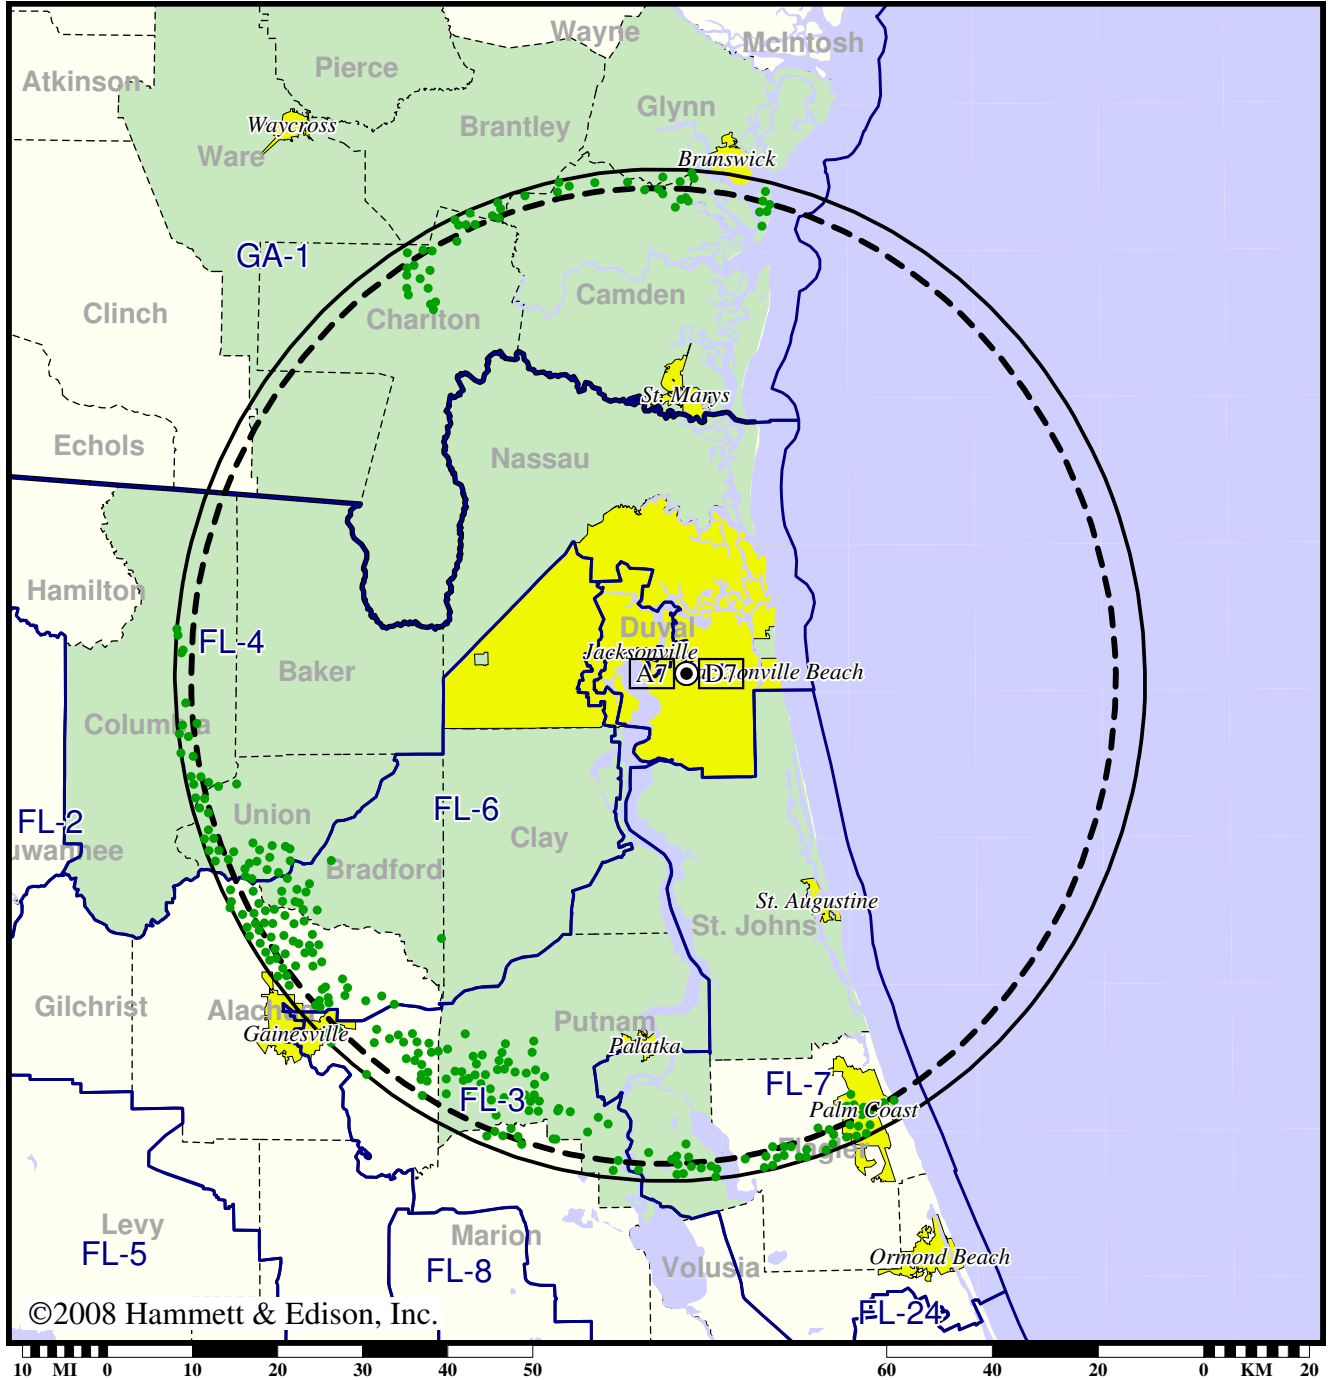 Wayne
McIntosh
Pierce
Atkinson
Glynn
Brantley
Waycross
Ware
Brunswick
GA-1
Camden
Clinch
Charlton
St. Marys
Echols
Nassau
Hamilton
Duval
FL-4
Jacksonville
Baker
A7
D7
onville Beach
Columbia
FL-6
Union
FL-2
Clay
uwannee
Bradford
St. Augustine
St. Johns
Gilchrist
Alachua
Putnam
Gainesville
Palatka
FL-7
FL-3
Palm Coast
Flagler
Levy
Marion
FL-5
Ormond Beach
FL-8
Volusia
©2008 Hammett & Edison, Inc.
FL-24
10 MI 0 10 20 30 40 50 60 40 20 0 KM 20